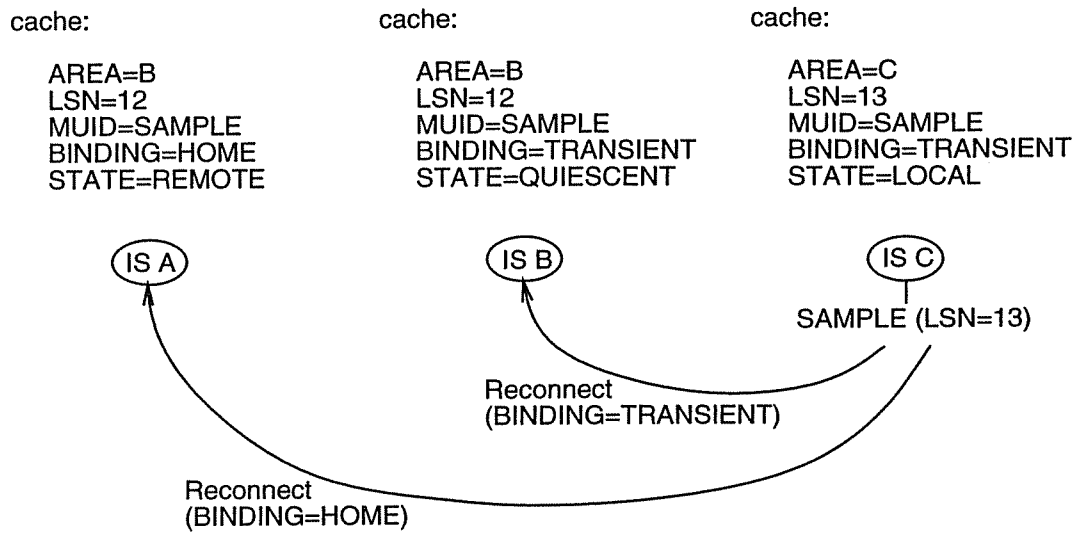 cache:
AREA=B
LSN=12
MUID=SAMPLE
BINDING=HOME
STATE=REMOTE
cache:
AREA=B
LSN=12
MUID=SAMPLE
BINDING=TRANSIENT
STATE=QUIESCENT
cache:
AREA=C
LSN=13
MUID=SAMPLE
BINDING=TRANSIENT
STATE=LOCAL
IS A
IS B
IS C
SAMPLE (LSN=13)
Reconnect
(BINDING=TRANSIENT)
Reconnect
(BINDING=HOME)